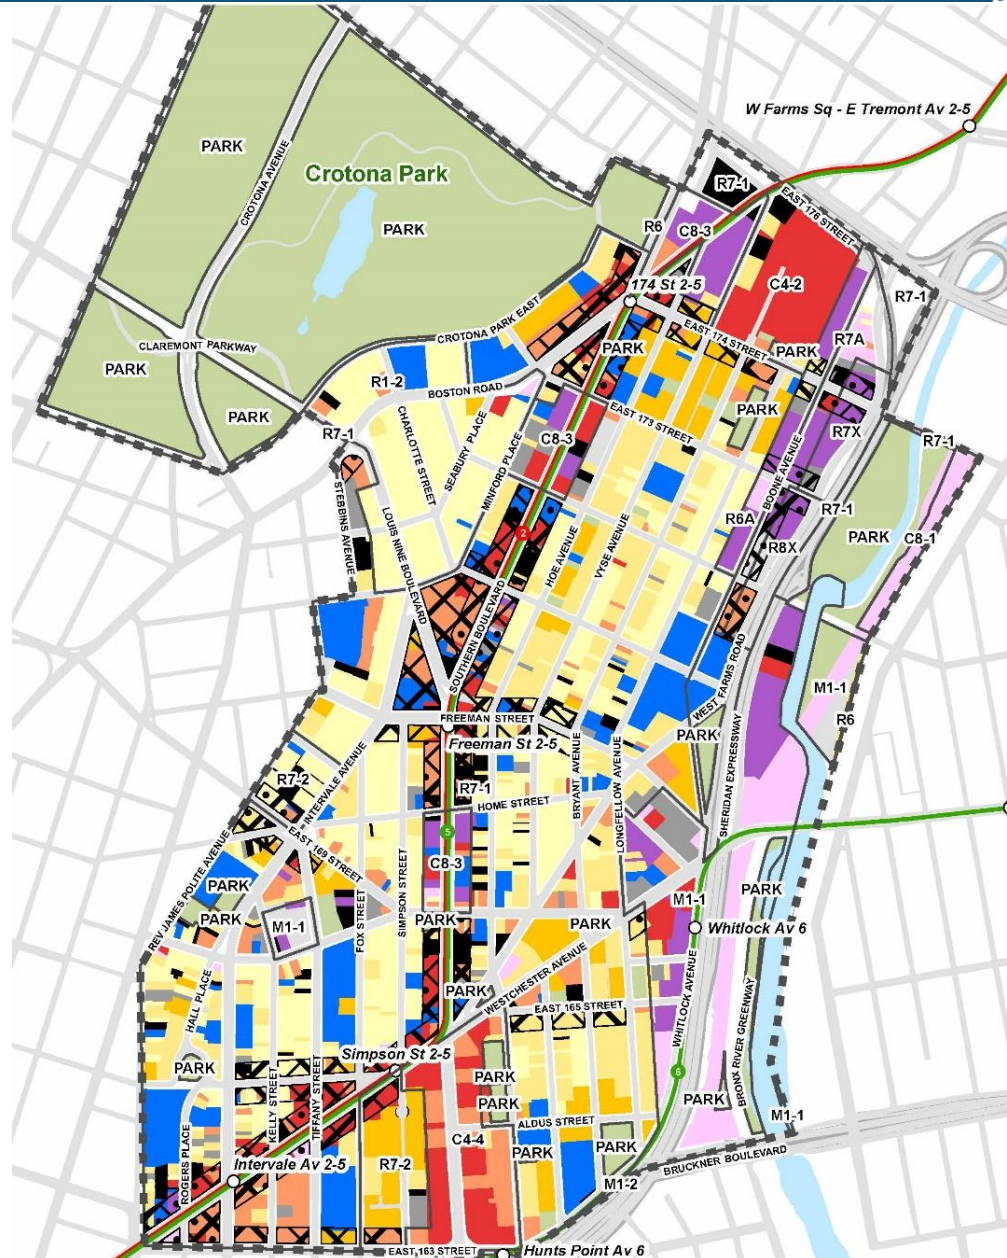 W Farms Sq - E Tremont Av 2-5
PARK
R7-1
CROTONA AVENUE
Crotona Park
EAST 176 STREET
R6
C8-3
PARK
C4-2
R7-1
174 St 2-5
CROTONA PARK EAST
EAST 174 STREET
CLAREMONT PARKWAY
PARK
PARK
R7A
PARK
R1-2
BOSTON ROAD
PARK
PARK
EAST 173 STREET
CHARLOTTE STREET
SEABURY PLACE
MINFORD PLACE
C8-3
R7X
R7-1
R7-1
STEBBINS AVENUE
LOUIS NINE BOULEVARD
BOONE AVENUE
R7-1
R6A
2
PARK
C8-1
HOE AVENUE
VYSE AVENUE
R8X
SOUTHERN BOULEVARD
WEST FARMS ROAD
M1-1
R6
FREEMAN STREET
PARK
Freeman St 2-5
SHERIDAN EXPRESSWAY
R7-2
INTERVALE AVENUE
R7-1
BRYANT AVENUE
LONGFELLOW AVENUE
HOME STREET
EAST 169 STREET
5
C8-3
REV JAMES POLITE AVENUE
SIMPSON STREET
PARK
PARK
PARK
M1-1
FOX STREET
PARK
PARK
M1-1
Whitlock Av 6
HALL PLACE
PARK
WESTCHESTER AVENUE
EAST 165 STREET
WHITLOCK AVENUE
BRONX RIVER GREENWAY
Simpson St 2-5
PARK
PARK
6
PARK
PARK
M1-1
KELLY STREET
TIFFANY STREET
ALDUS STREET
C4-4
ROGERS PLACE
PARK
PARK
Intervale Av 2-5
R7-2
BRUCKNER BOULEVARD
M1-2
EAST 163 STREET
Hunts Point Av 6